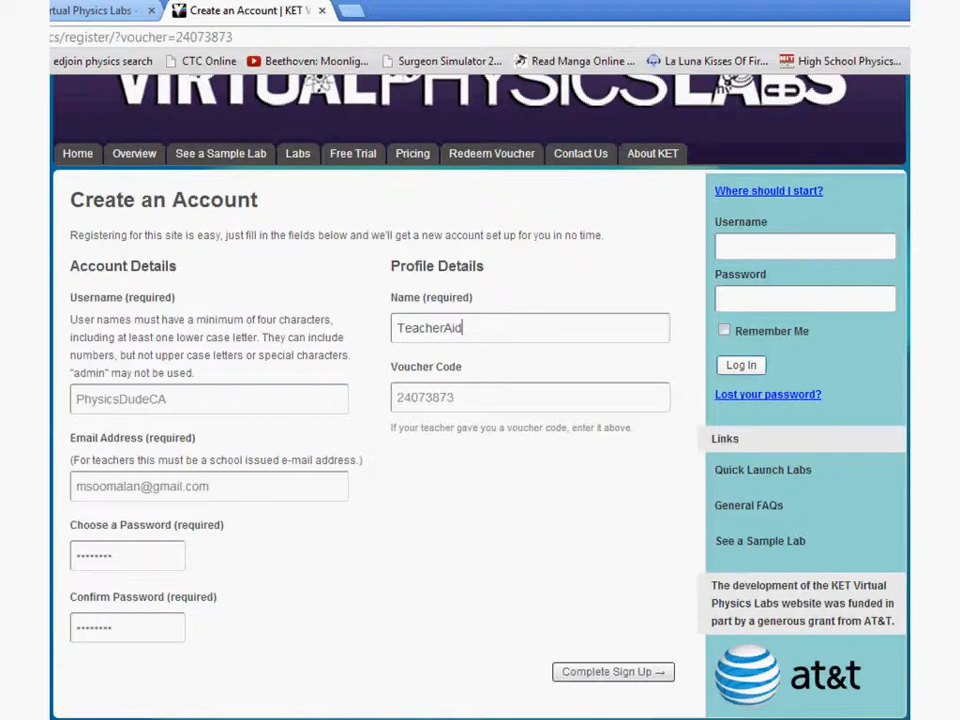 rtual Physics Labs - × Create an Account | KET V ×
cs/register/?voucher=24073873
edjoin physics search CTC Online Beethoven: Moonlig... Surgeon Simulator 2... Read Manga Online ... La Luna Kisses Of Fir... High School Physics...
VIRTUALPHYSICSLABS
Home Overview See a Sample Lab Labs Free Trial Pricing Redeem Voucher Contact Us About KET
Create an Account
Registering for this site is easy, just fill in the fields below and we'll get a new account set up for you in no time.
Account Details
Username (required)
User names must have a minimum of four characters,
including at least one lower case letter. They can include
numbers, but not upper case letters or special characters.
"admin" may not be used.
PhysicsDudeCA
Email Address (required)
(For teachers this must be a school issued e-mail address.)
msoomalan@gmail.com
Choose a Password (required)
••••••••
Confirm Password (required)
••••••••
Profile Details
Name (required)
TeacherAid
Voucher Code
24073873
If your teacher gave you a voucher code, enter it above.
Complete Sign Up →
Where should I start?
Username
Password
Remember Me
Log In
Lost your password?
Links
Quick Launch Labs
General FAQs
See a Sample Lab
The development of the KET Virtual
Physics Labs website was funded in
part by a generous grant from AT&T.
at&t